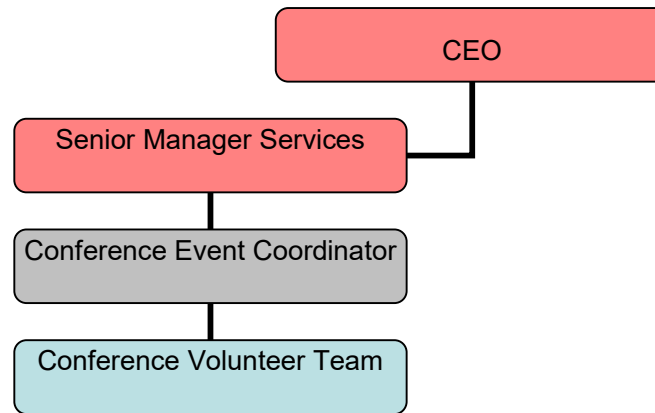 CEO
Senior Manager Services
Conference Event Coordinator
Conference Volunteer Team